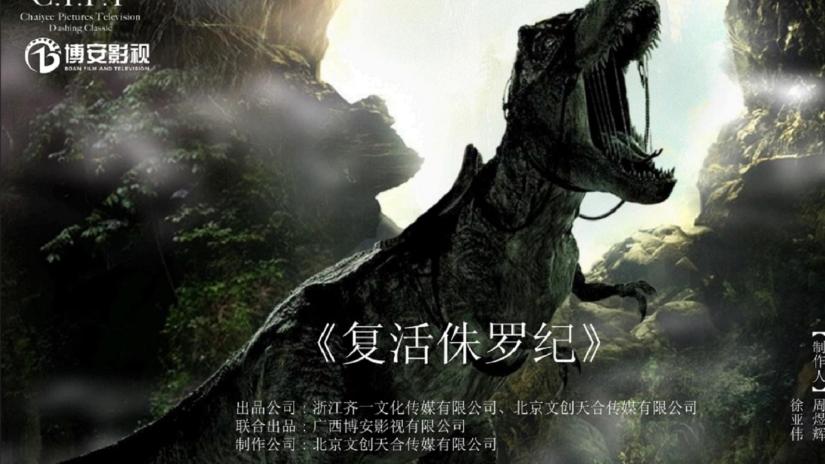 Chaiyee Pictures Television
Dashing Classic
博安影视
BOAN FILM AND TELEVISION
《复活侏罗纪》
出品公司：浙江齐一文化传媒有限公司、北京文创天合传媒有限公司
联合出品：广西博安影视有限公司
制作公司：北京文创天合传媒有限公司
【制作人】周煜辉
徐亚伟